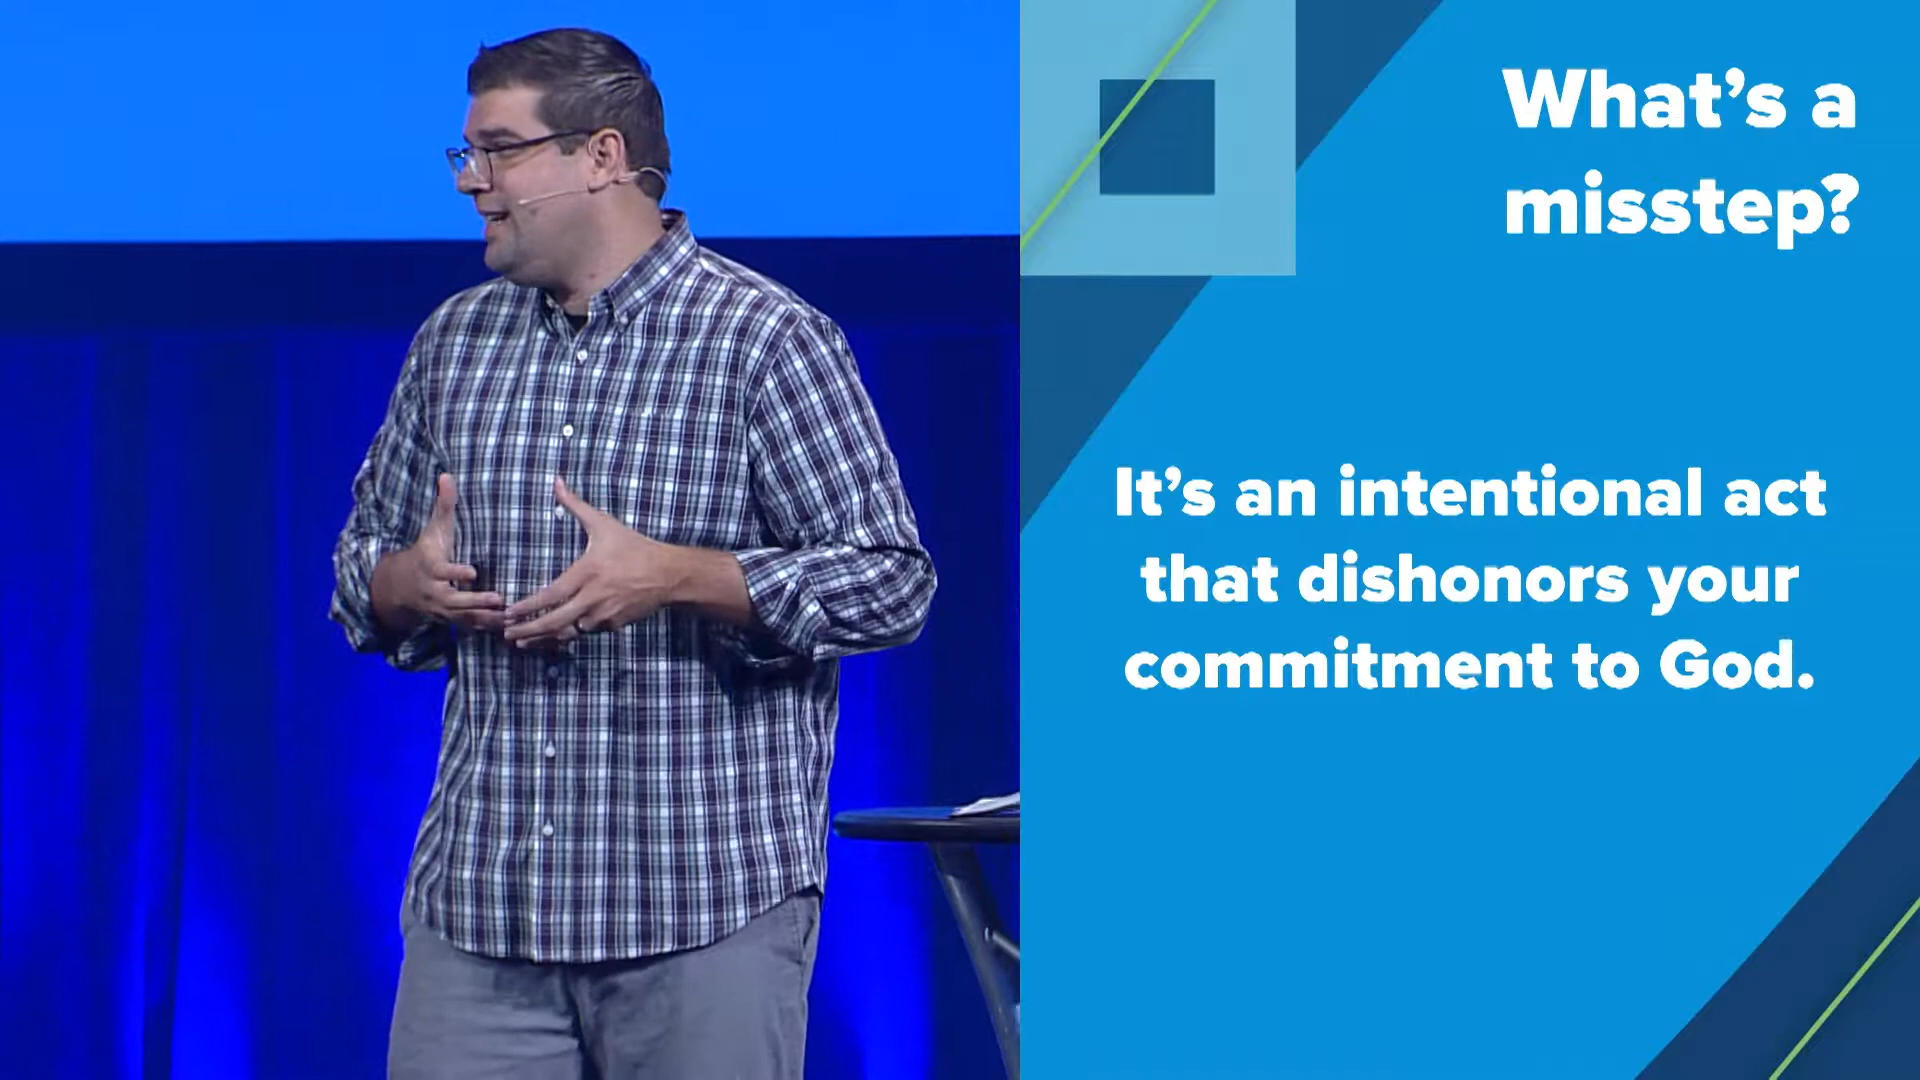 What's a
misstep?
It's an intentional act
that dishonors your
commitment to God.